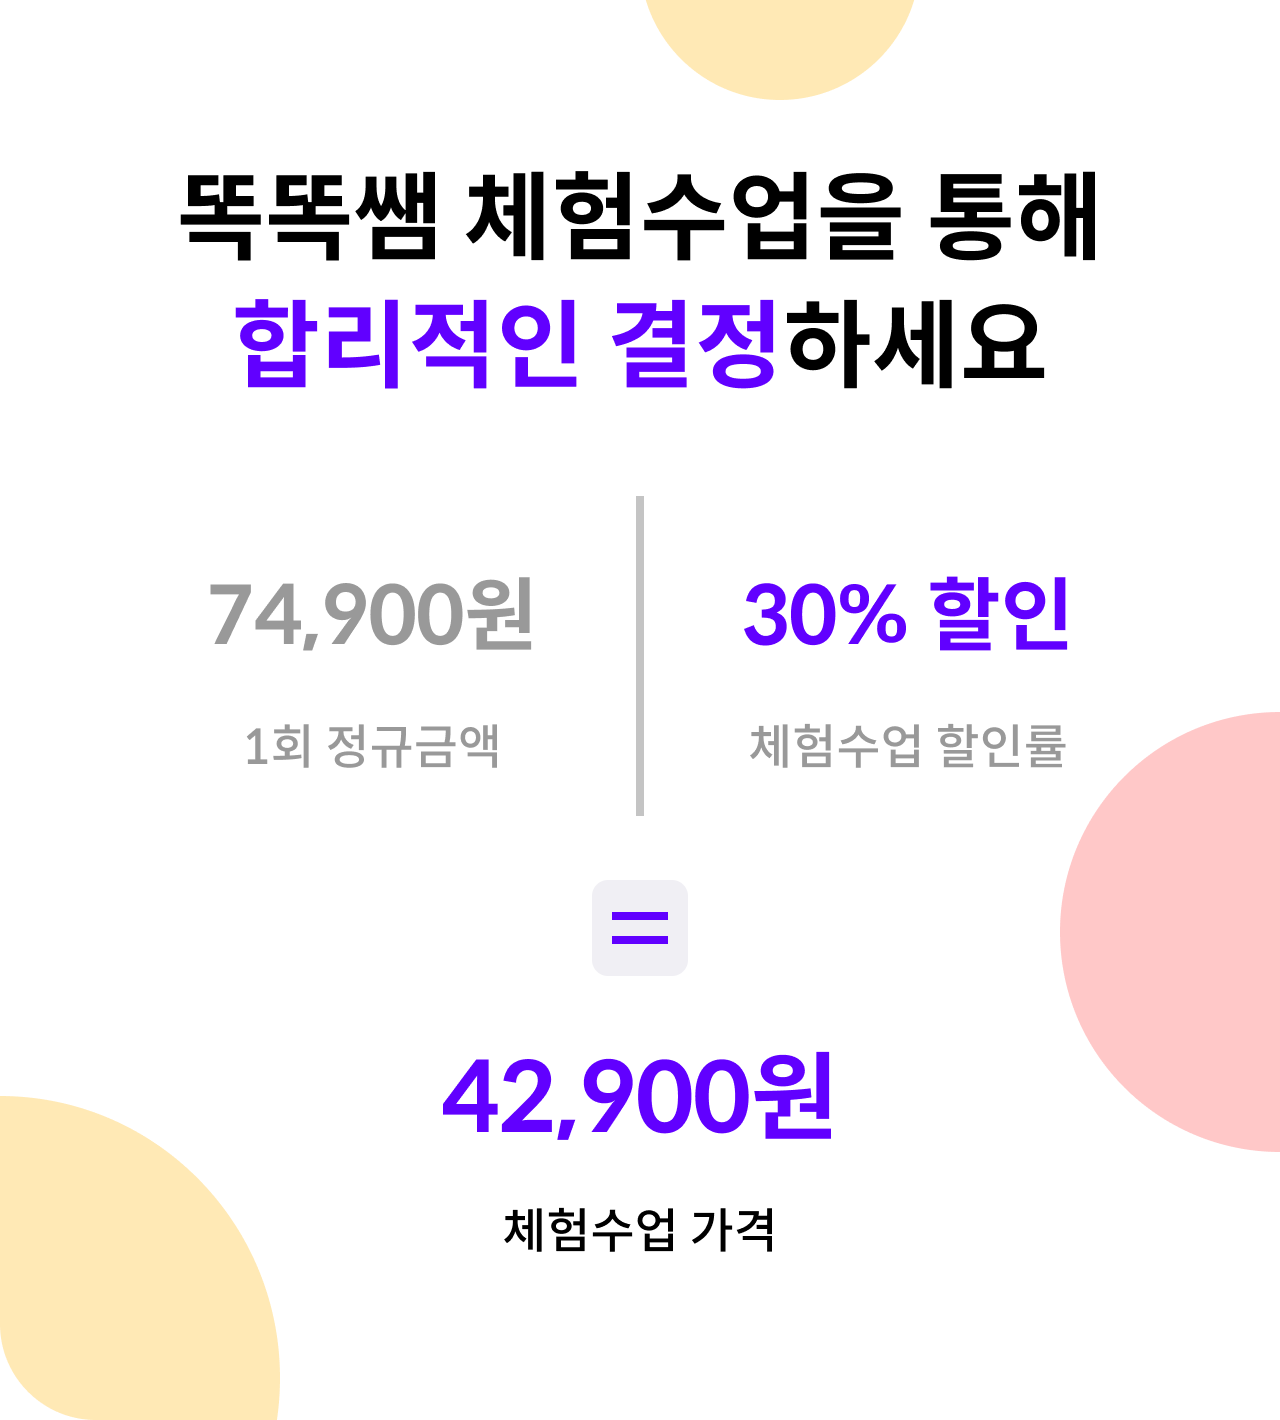 똑똑쌤 체험수업을 통해
합리적인 결정하세요
74,900원
30% 할인
1회 정규금액
체험수업 할인률
=
42,900원
체험수업 가격